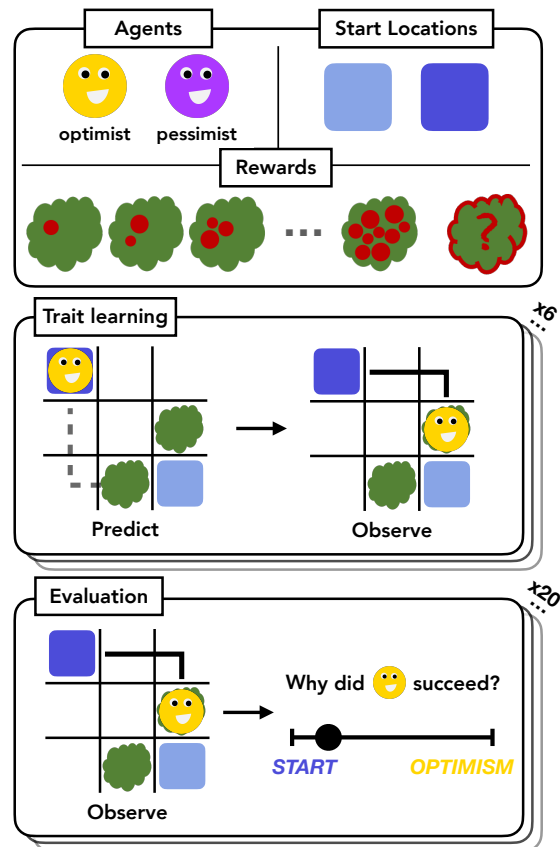 Agents
Start Locations
optimist
pessimist
Rewards
...
?
Trait learning
x6
...
Predict
Observe
Evaluation
x20
...
Why did succeed?
START
OPTIMISM
Observe